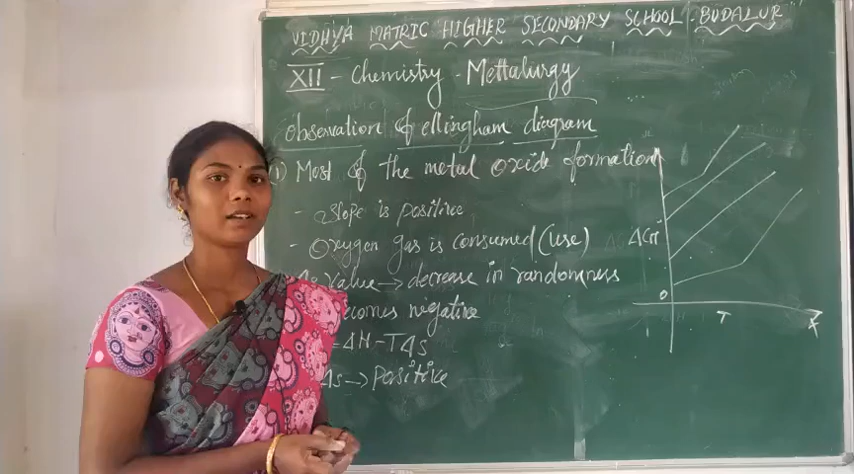 VIDHYA MATRIC HIGHER SECONDARY SCHOOL - BUDALUR
XII - Chemistry - Mettalurgy
observation of ellingham diagram
1) Most of the metal oxide formation
- slope is positive
- Oxygen gas is consumed (use)
value → decrease in randomness
becomes negative
= ΔH - TΔS
ΔS → Positive
ΔG
0
T